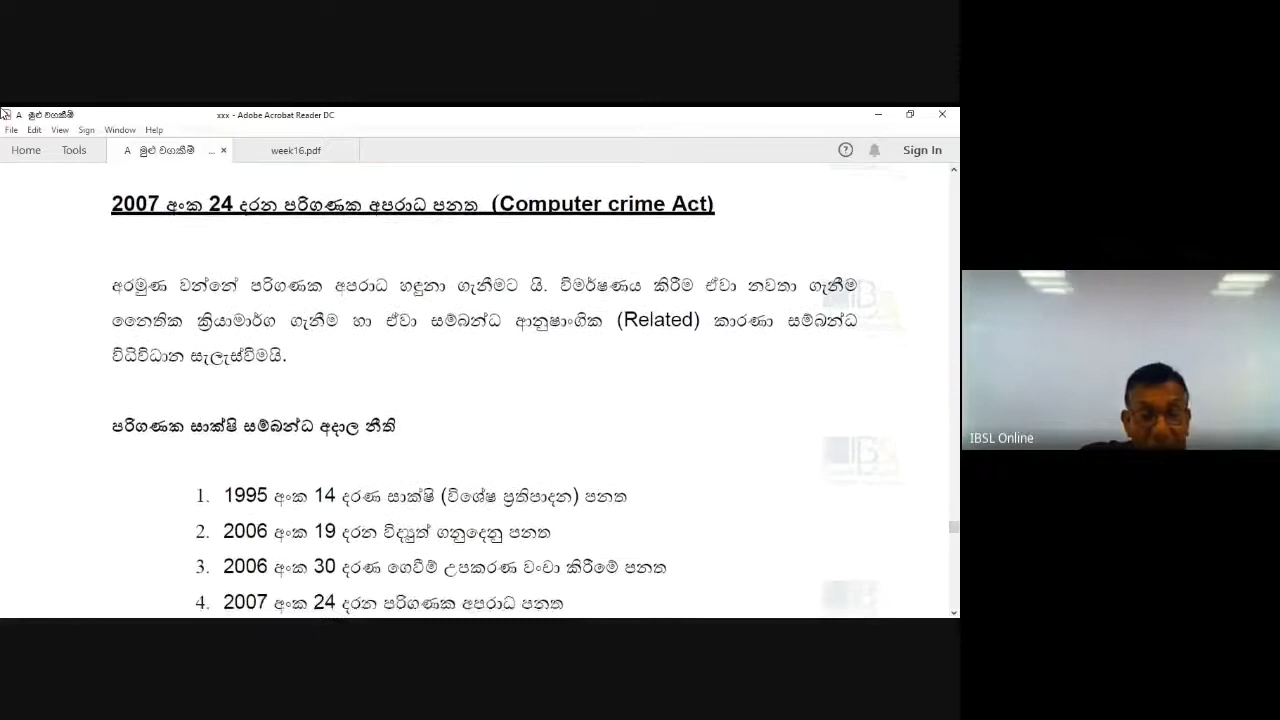 A මුළු වගකීම්
xxx - Adobe Acrobat Reader DC
File Edit View Sign Window Help
Home Tools A මුළු වගකීම් ... × week16.pdf Sign In
2007 අංක 24 දරන පරිගණක අපරාධ පනත (Computer crime Act)
අරමුණ වන්නේ පරිගණක අපරාධ හඳුනා ගැනීමට යි. විමර්ෂණය කිරීම ඒවා නවතා ගැනීම
නෛතික ක්‍රියාමාර්ග ගැනීම හා ඒවා සම්බන්ධ ආනුෂාංගික (Related) කාරණා සම්බන්ධ
විධිවිධාන සැලැස්වීමයි.
පරිගණක සාක්ෂි සම්බන්ධ අදාල නීති
1. 1995 අංක 14 දරණ සාක්ෂි (විශේෂ ප්‍රතිපාදන) පනත
2. 2006 අංක 19 දරන විද්‍යුත් ගනුදෙනු පනත
3. 2006 අංක 30 දරණ ගෙවීම් උපකරණ වංචා කිරීමේ පනත
4. 2007 අංක 24 දරන පරිගණක අපරාධ පනත
IBSL Online